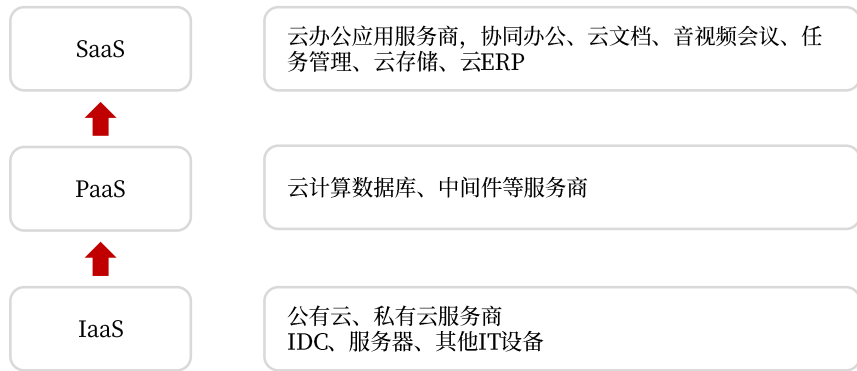 SaaS
云办公应用服务商，协同办公、云文档、音视频会议、任
务管理、云存储、云ERP
PaaS
云计算数据库、中间件等服务商
IaaS
公有云、私有云服务商
IDC、服务器、其他IT设备